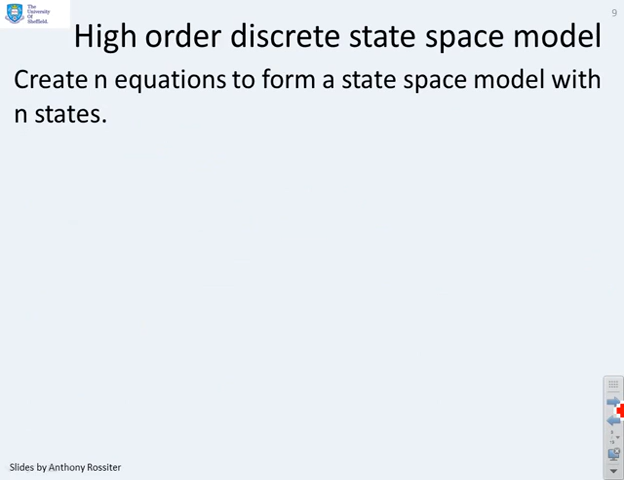 The
University
Of
Sheffield.
9
High order discrete state space model
Create n equations to form a state space model with
n states.
Slides by Anthony Rossiter